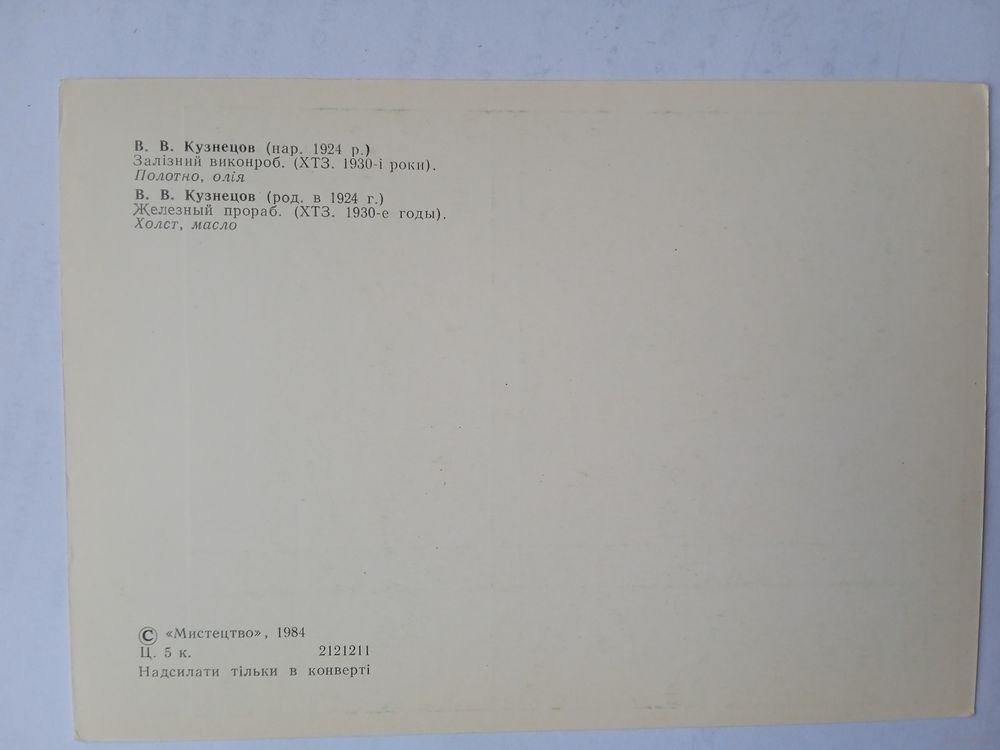 В. В. Кузнецов (нар. 1924 р.)
Залізний виконроб. (ХТЗ. 1930-і роки).
Полотно, олія
В. В. Кузнецов (род. в 1924 г.)
Железный прораб. (ХТЗ. 1930-е годы).
Холст, масло
© «Мистецтво», 1984
Ц. 5 к. 2121211
Надсилати тільки в конверті